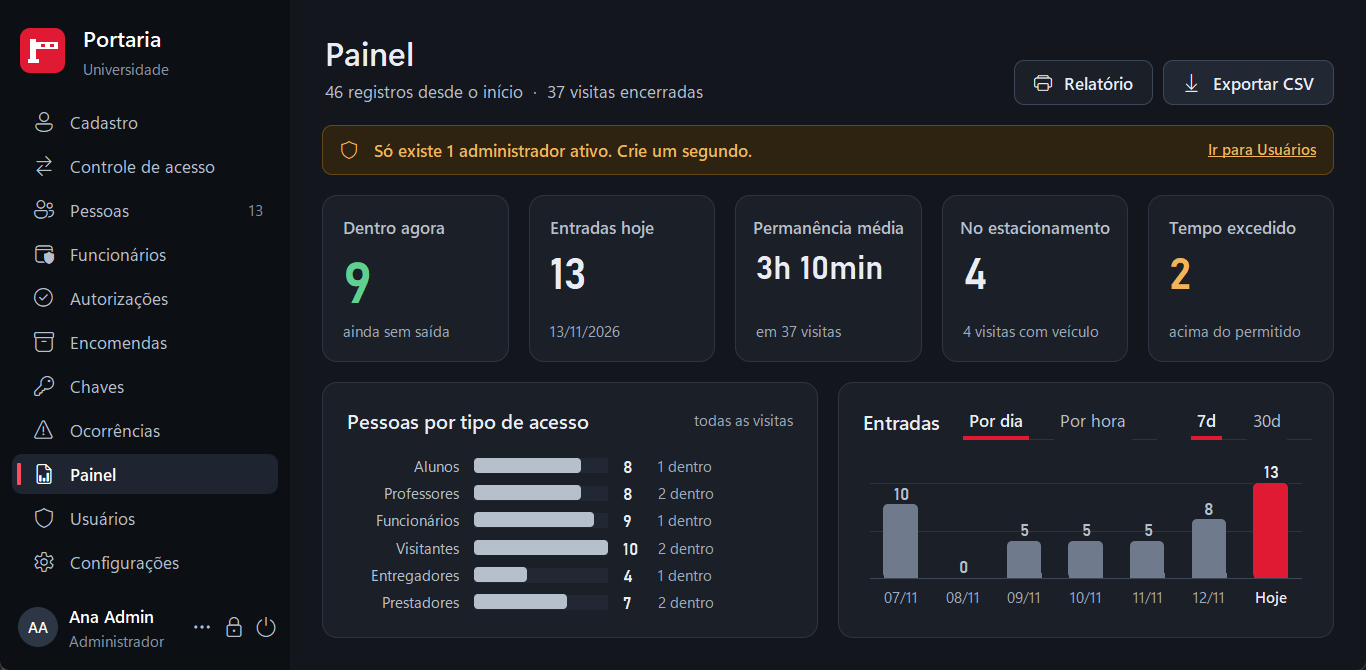 Portaria
Universidade
Cadastro
Controle de acesso
Pessoas 13
Funcionários
Autorizações
Encomendas
Chaves
Ocorrências
Painel
Usuários
Configurações
AA
Ana Admin
Administrador
Painel
46 registros desde o início · 37 visitas encerradas
Relatório
Exportar CSV
Só existe 1 administrador ativo. Crie um segundo.
Ir para Usuários
Dentro agora
9
ainda sem saída
Entradas hoje
13
13/11/2026
Permanência média
3h 10min
em 37 visitas
No estacionamento
4
4 visitas com veículo
Tempo excedido
2
acima do permitido
Pessoas por tipo de acesso todas as visitas
Alunos 8 1 dentro
Professores 8 2 dentro
Funcionários 9 1 dentro
Visitantes 10 2 dentro
Entregadores 4 1 dentro
Prestadores 7 2 dentro
Entradas Por dia Por hora 7d 30d
10 0 5 5 5 8 13
07/11 08/11 09/11 10/11 11/11 12/11 Hoje